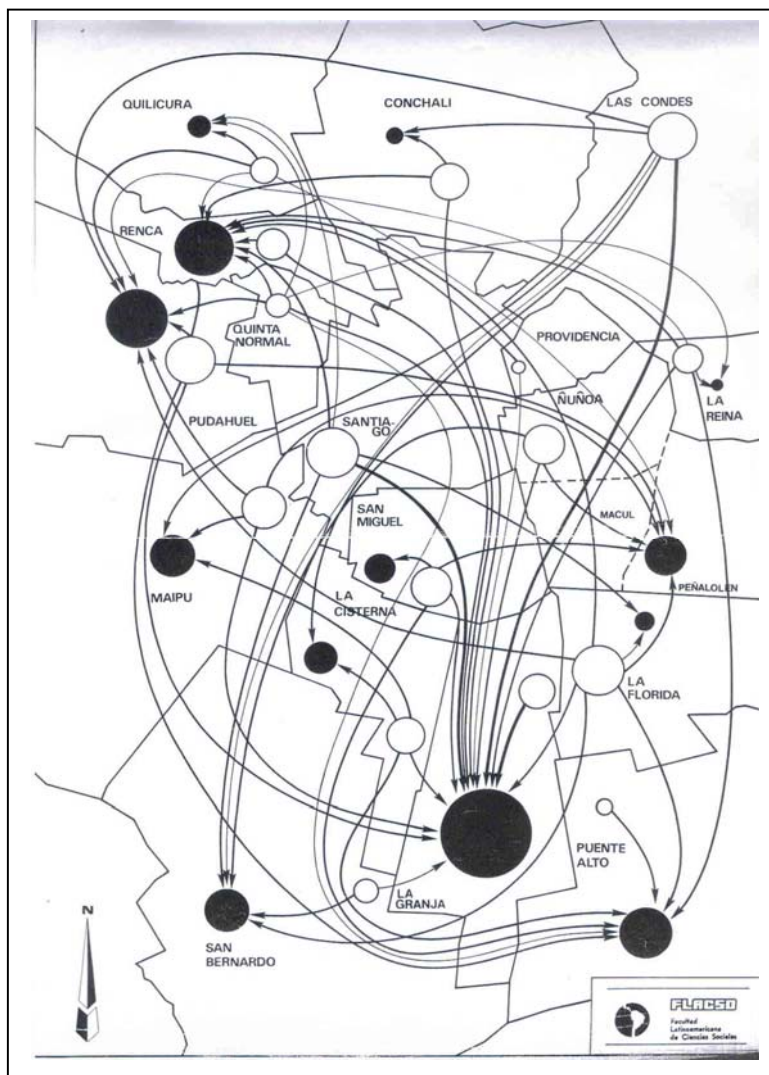 QUILICURA
CONCHALI
LAS CONDES
RENCA
QUINTA
NORMAL
PROVIDENCIA
LA
REINA
ÑUÑOA
PUDAHUEL
SANTIA-
GO
SAN
MIGUEL
MACUL
MAIPU
LA
CISTERNA
PEÑALOLEN
LA
FLORIDA
PUENTE
ALTO
LA
GRANJA
SAN
BERNARDO
N
FLACSO
Facultad
Latinoamericana
de Ciencias Sociales